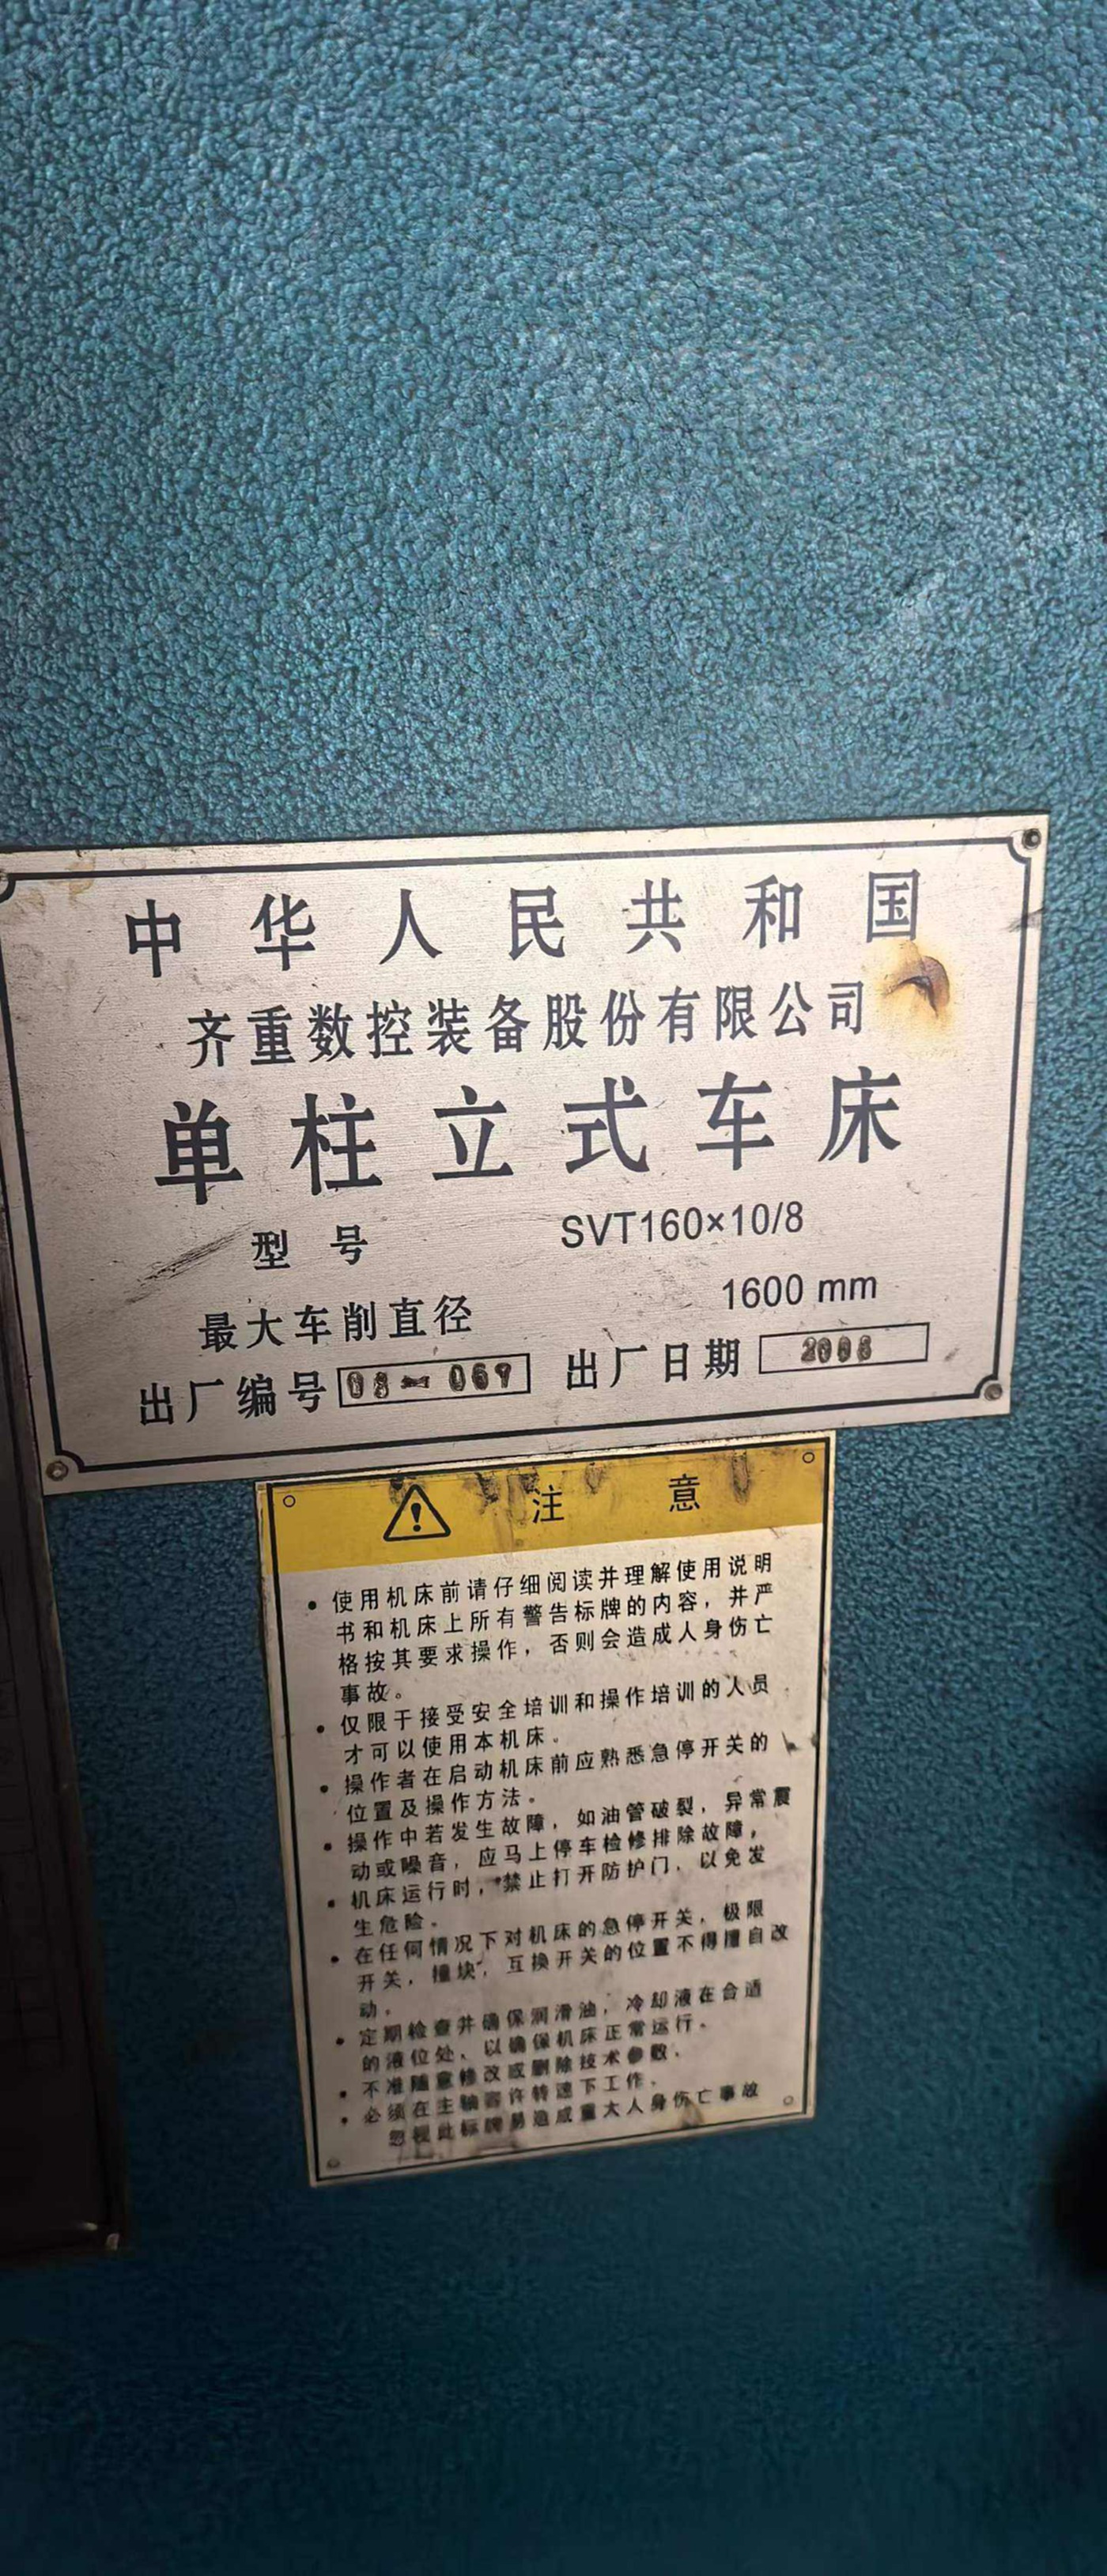 中华人民共和国
齐重数控装备股份有限公司
单柱立式车床
型号 SVT160×10/8
最大车削直径 1600 mm
出厂编号 08-069 出厂日期 2008
注意
• 使用机床前请仔细阅读并理解使用说明
书和机床上所有警告标牌的内容，并严
格按其要求操作，否则会造成人身伤亡
事故。
• 仅限于接受安全培训和操作培训的人员
才可以使用本机床。
• 操作者在启动机床前应熟悉急停开关的
位置及操作方法。
• 操作中若发生故障，如油管破裂，异常震
动或噪音，应马上停车检修排除故障，
• 机床运行时，禁止打开防护门，以免发
生危险。
• 在任何情况下对机床的急停开关，极限
开关，撞块，互换开关的位置不得擅自改
动。
• 定期检查并确保润滑油，冷却液在合适
的液位处，以确保机床正常运行。
• 不准随意修改或删除技术参数。
• 必须在主轴容许转速下工作。
忽视此标牌易造成重大人身伤亡事故